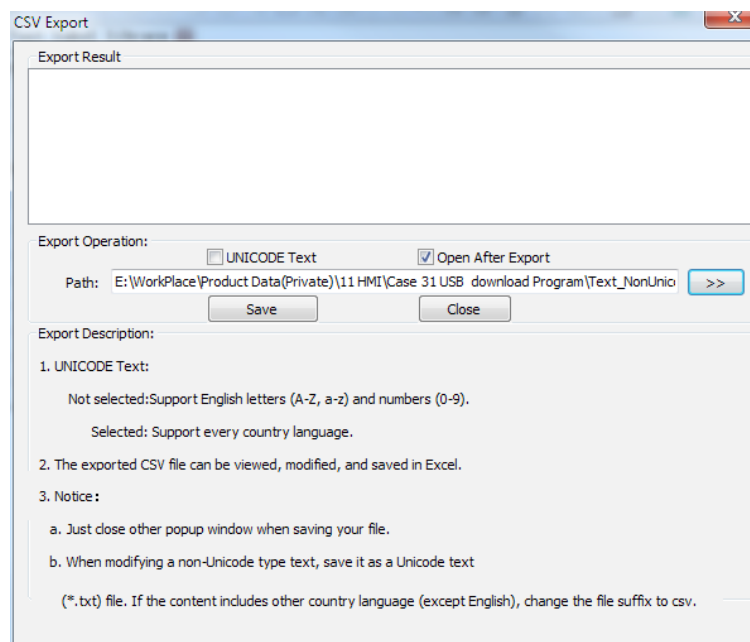 CSV Export
Export Result
Export Operation:
UNICODE Text Open After Export
Path: E:\WorkPlace\Product Data(Private)\11 HMI\Case 31 USB download Program\Text_NonUnico >>
Save Close
Export Description:
1. UNICODE Text:
Not selected:Support English letters (A-Z, a-z) and numbers (0-9).
Selected: Support every country language.
2. The exported CSV file can be viewed, modified, and saved in Excel.
3. Notice:
a. Just close other popup window when saving your file.
b. When modifying a non-Unicode type text, save it as a Unicode text
(*.txt) file. If the content includes other country language (except English), change the file suffix to csv.